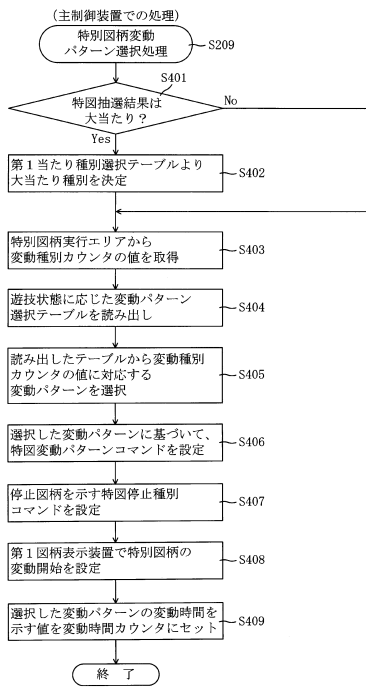 (主制御装置での処理)
特別図柄変動
パターン選択処理
S209
S401
特図抽選結果は
大当たり？
No
Yes
第1当たり種別選択テーブルより
大当たり種別を決定
S402
特別図柄実行エリアから
変動種別カウンタの値を取得
S403
遊技状態に応じた変動パターン
選択テーブルを読み出し
S404
読み出したテーブルから変動種別
カウンタの値に対応する
変動パターンを選択
S405
選択した変動パターンに基づいて、
特図変動パターンコマンドを設定
S406
停止図柄を示す特図停止種別
コマンドを設定
S407
第1図柄表示装置で特別図柄の
変動開始を設定
S408
選択した変動パターンの変動時間を
示す値を変動時間カウンタにセット
S409
終 了